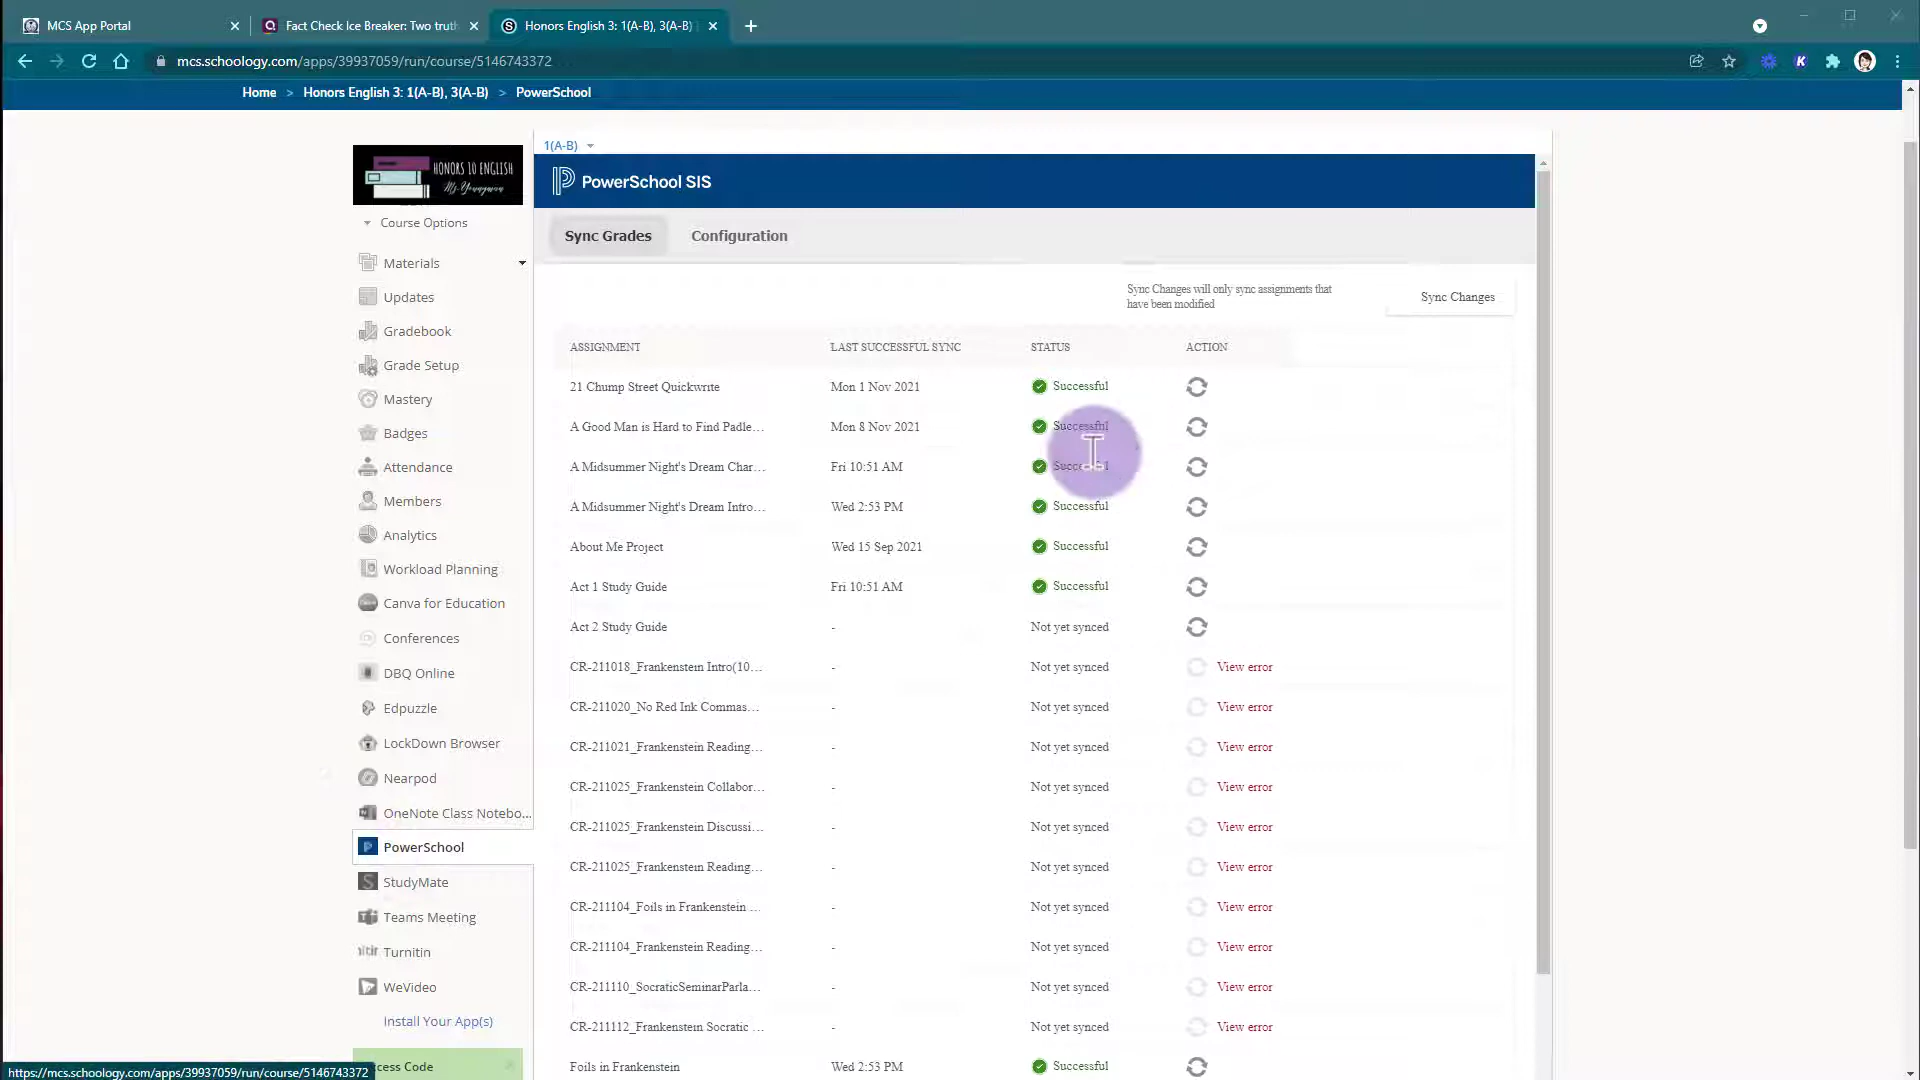 MCS App Portal
Fact Check Ice Breaker: Two truth
Honors English 3: 1(A-B), 3(A-B)
mcs.schoology.com/apps/39937059/run/course/5146743372
Home > Honors English 3: 1(A-B), 3(A-B) > PowerSchool
HONORS 10 ENGLISH
Course Options
Materials
Updates
Gradebook
Grade Setup
Mastery
Badges
Attendance
Members
Analytics
Workload Planning
Canva for Education
Conferences
DBQ Online
Edpuzzle
LockDown Browser
Nearpod
OneNote Class Notebo...
PowerSchool
StudyMate
Teams Meeting
Turnitin
WeVideo
Install Your App(s)
cess Code
1(A-B)
PowerSchool SIS
Sync Grades Configuration
Sync Changes will only sync assignments that
have been modified
Sync Changes
ASSIGNMENT LAST SUCCESSFUL SYNC STATUS ACTION
21 Chump Street Quickwrite Mon 1 Nov 2021 Successful
A Good Man is Hard to Find Padle... Mon 8 Nov 2021 Successful
A Midsummer Night's Dream Char... Fri 10:51 AM Successful
A Midsummer Night's Dream Intro... Wed 2:53 PM Successful
About Me Project Wed 15 Sep 2021 Successful
Act 1 Study Guide Fri 10:51 AM Successful
Act 2 Study Guide - Not yet synced
CR-211018_Frankenstein Intro(10... - Not yet synced View error
CR-211020_No Red Ink Commas... - Not yet synced View error
CR-211021_Frankenstein Reading... - Not yet synced View error
CR-211025_Frankenstein Collabor... - Not yet synced View error
CR-211025_Frankenstein Discussi... - Not yet synced View error
CR-211025_Frankenstein Reading... - Not yet synced View error
CR-211104_Foils in Frankenstein ... - Not yet synced View error
CR-211104_Frankenstein Reading... - Not yet synced View error
CR-211110_SocraticSeminarParla... - Not yet synced View error
CR-211112_Frankenstein Socratic ... - Not yet synced View error
Foils in Frankenstein Wed 2:53 PM Successful
https://mcs.schoology.com/apps/39937059/run/course/5146743372